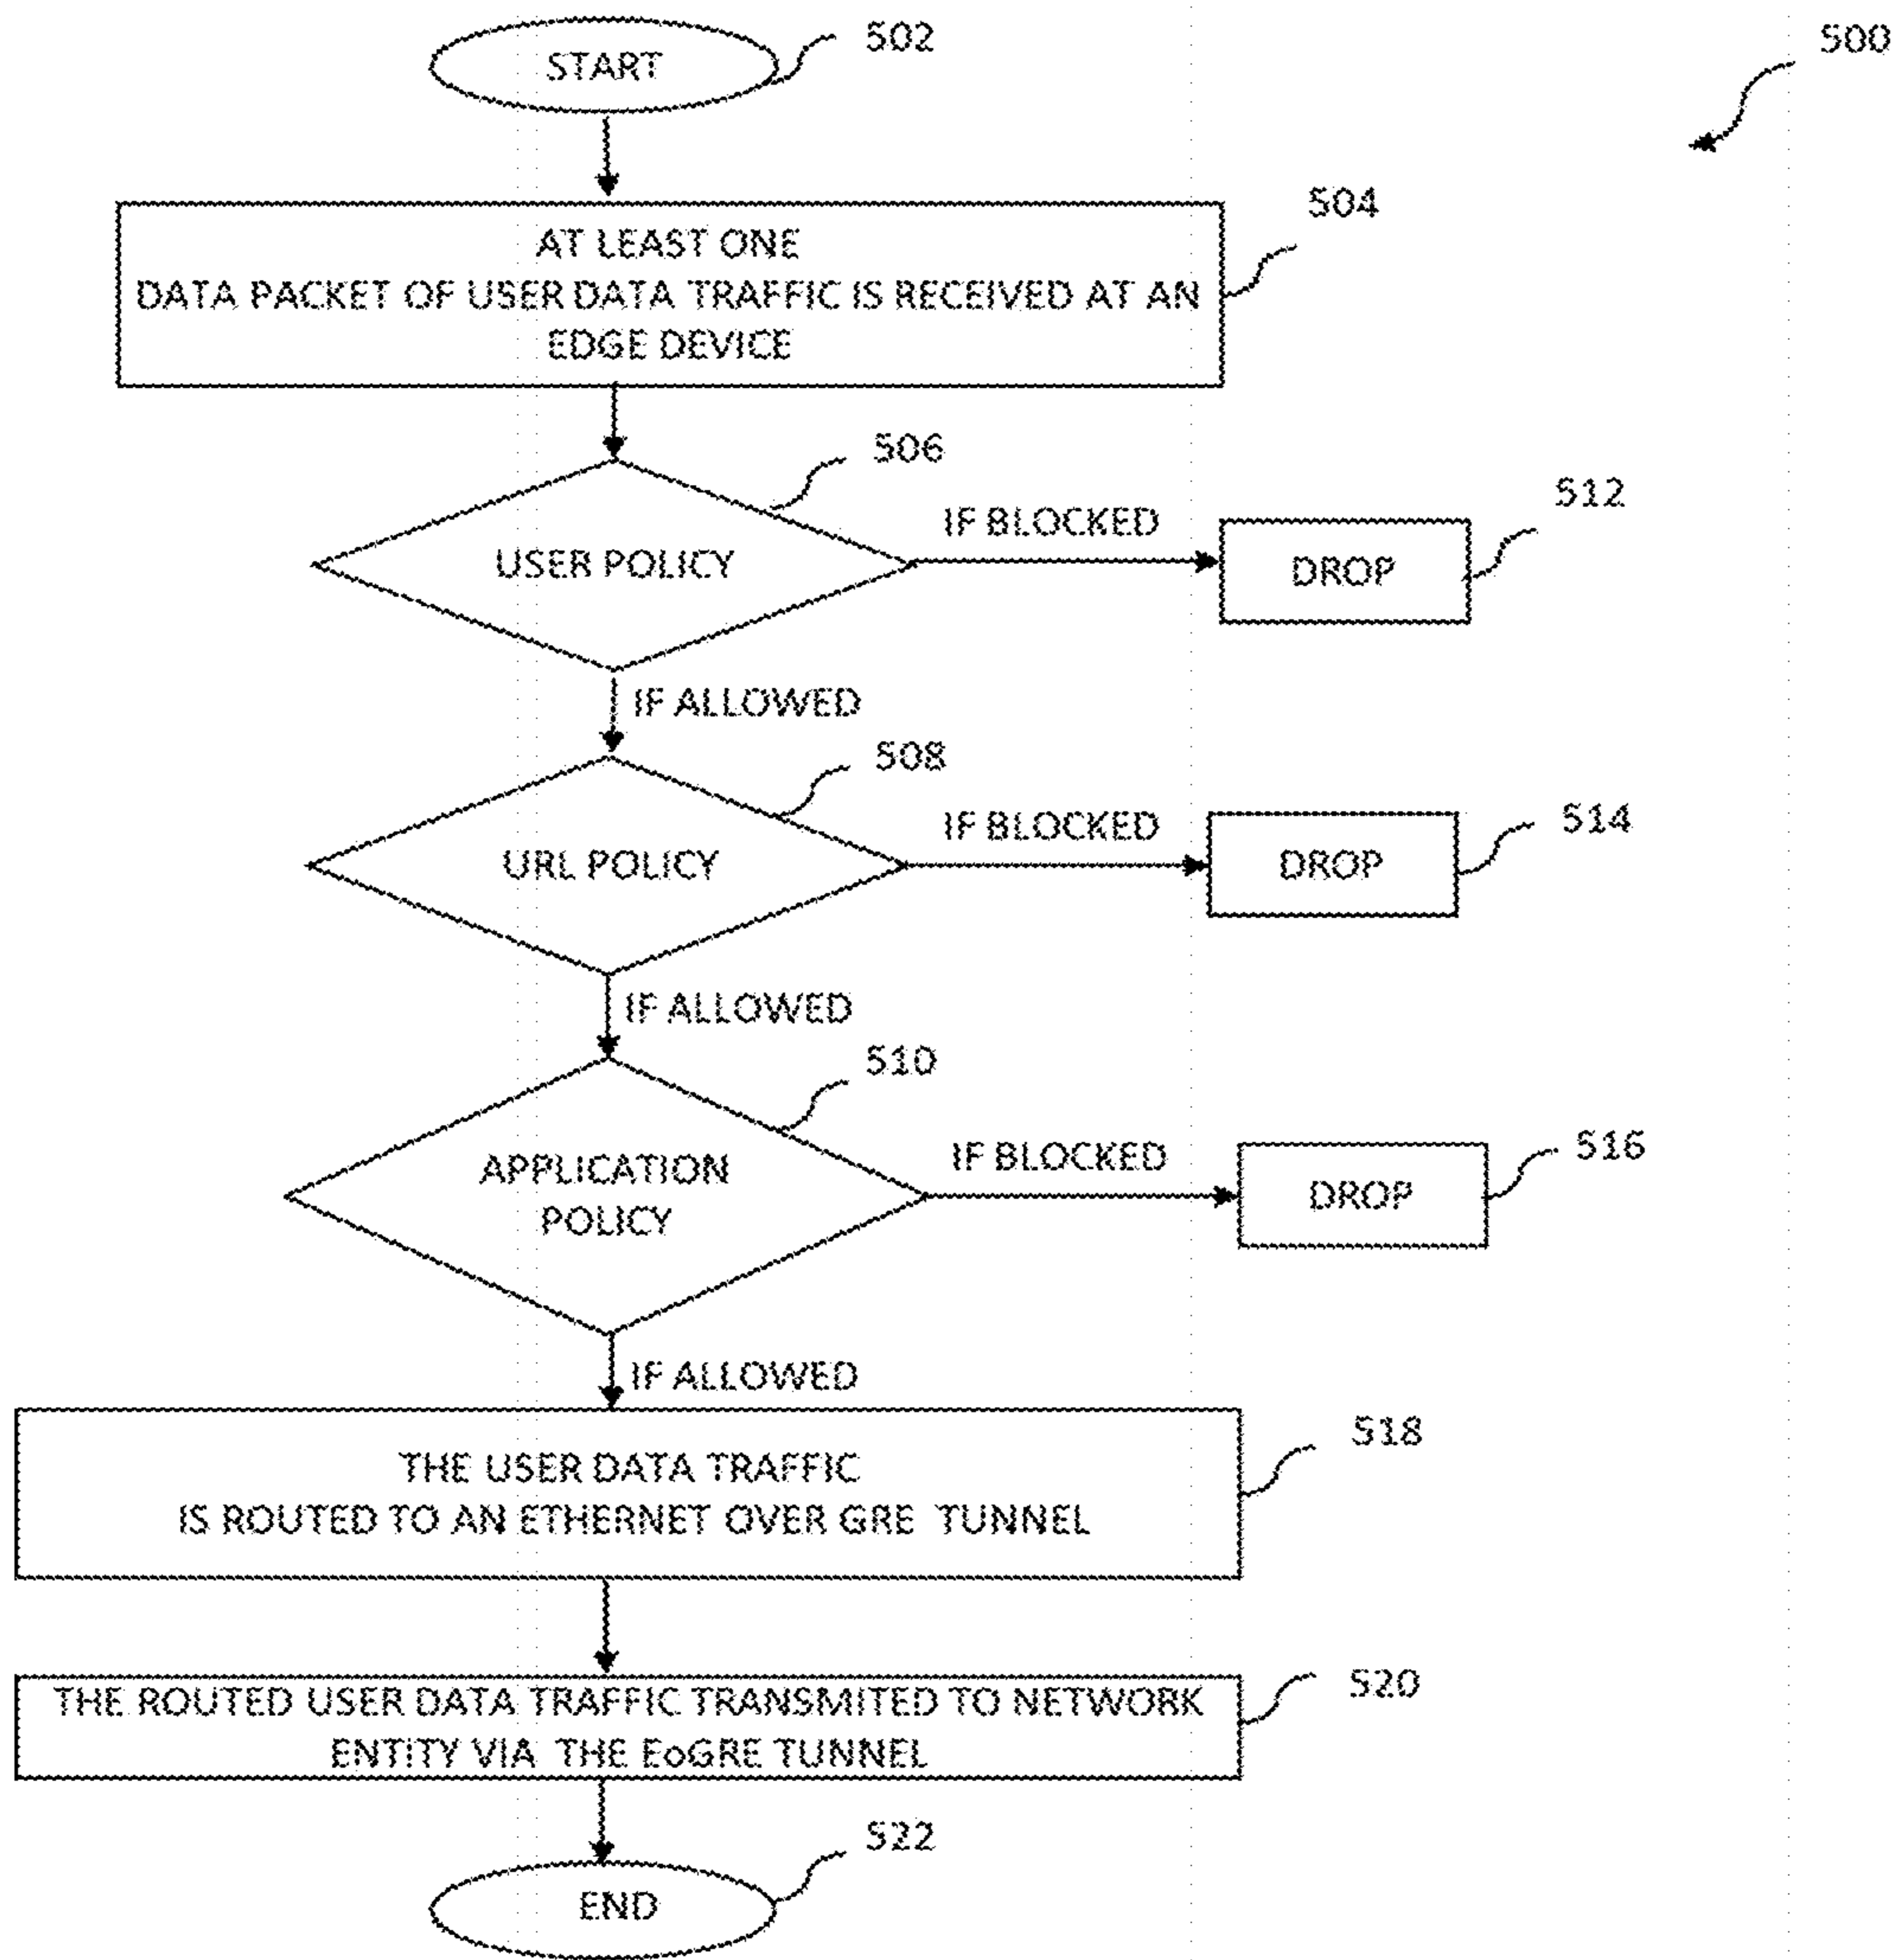 502
START
500
504
AT LEAST ONE
DATA PACKET OF USER DATA TRAFFIC IS RECEIVED AT AN
EDGE DEVICE
506
512
IF BLOCKED
USER POLICY
DROP
IF ALLOWED
508
514
IF BLOCKED
URL POLICY
DROP
IF ALLOWED
510
516
IF BLOCKED
APPLICATION
POLICY
DROP
IF ALLOWED
518
THE USER DATA TRAFFIC
IS ROUTED TO AN ETHERNET OVER GRE TUNNEL
520
THE ROUTED USER DATA TRAFFIC TRANSMITED TO NETWORK
ENTITY VIA THE EoGRE TUNNEL
522
END